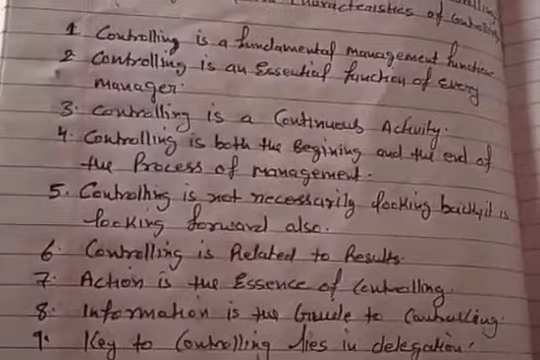 Characteristics of Controlling
1 Controlling is a fundamental management function
2 Controlling is an Essential function of every
manager.
3. Controlling is a Continuous Activity.
4. Controlling is both the Begining and the end of
the Process of management.
5. Controlling is not necessarily looking back, it is
looking forward also.
6. Controlling is Related to Results.
7. Action is the Essence of Controlling.
8. Information is the Guide to Controlling.
9. Key to Controlling lies in delegation.